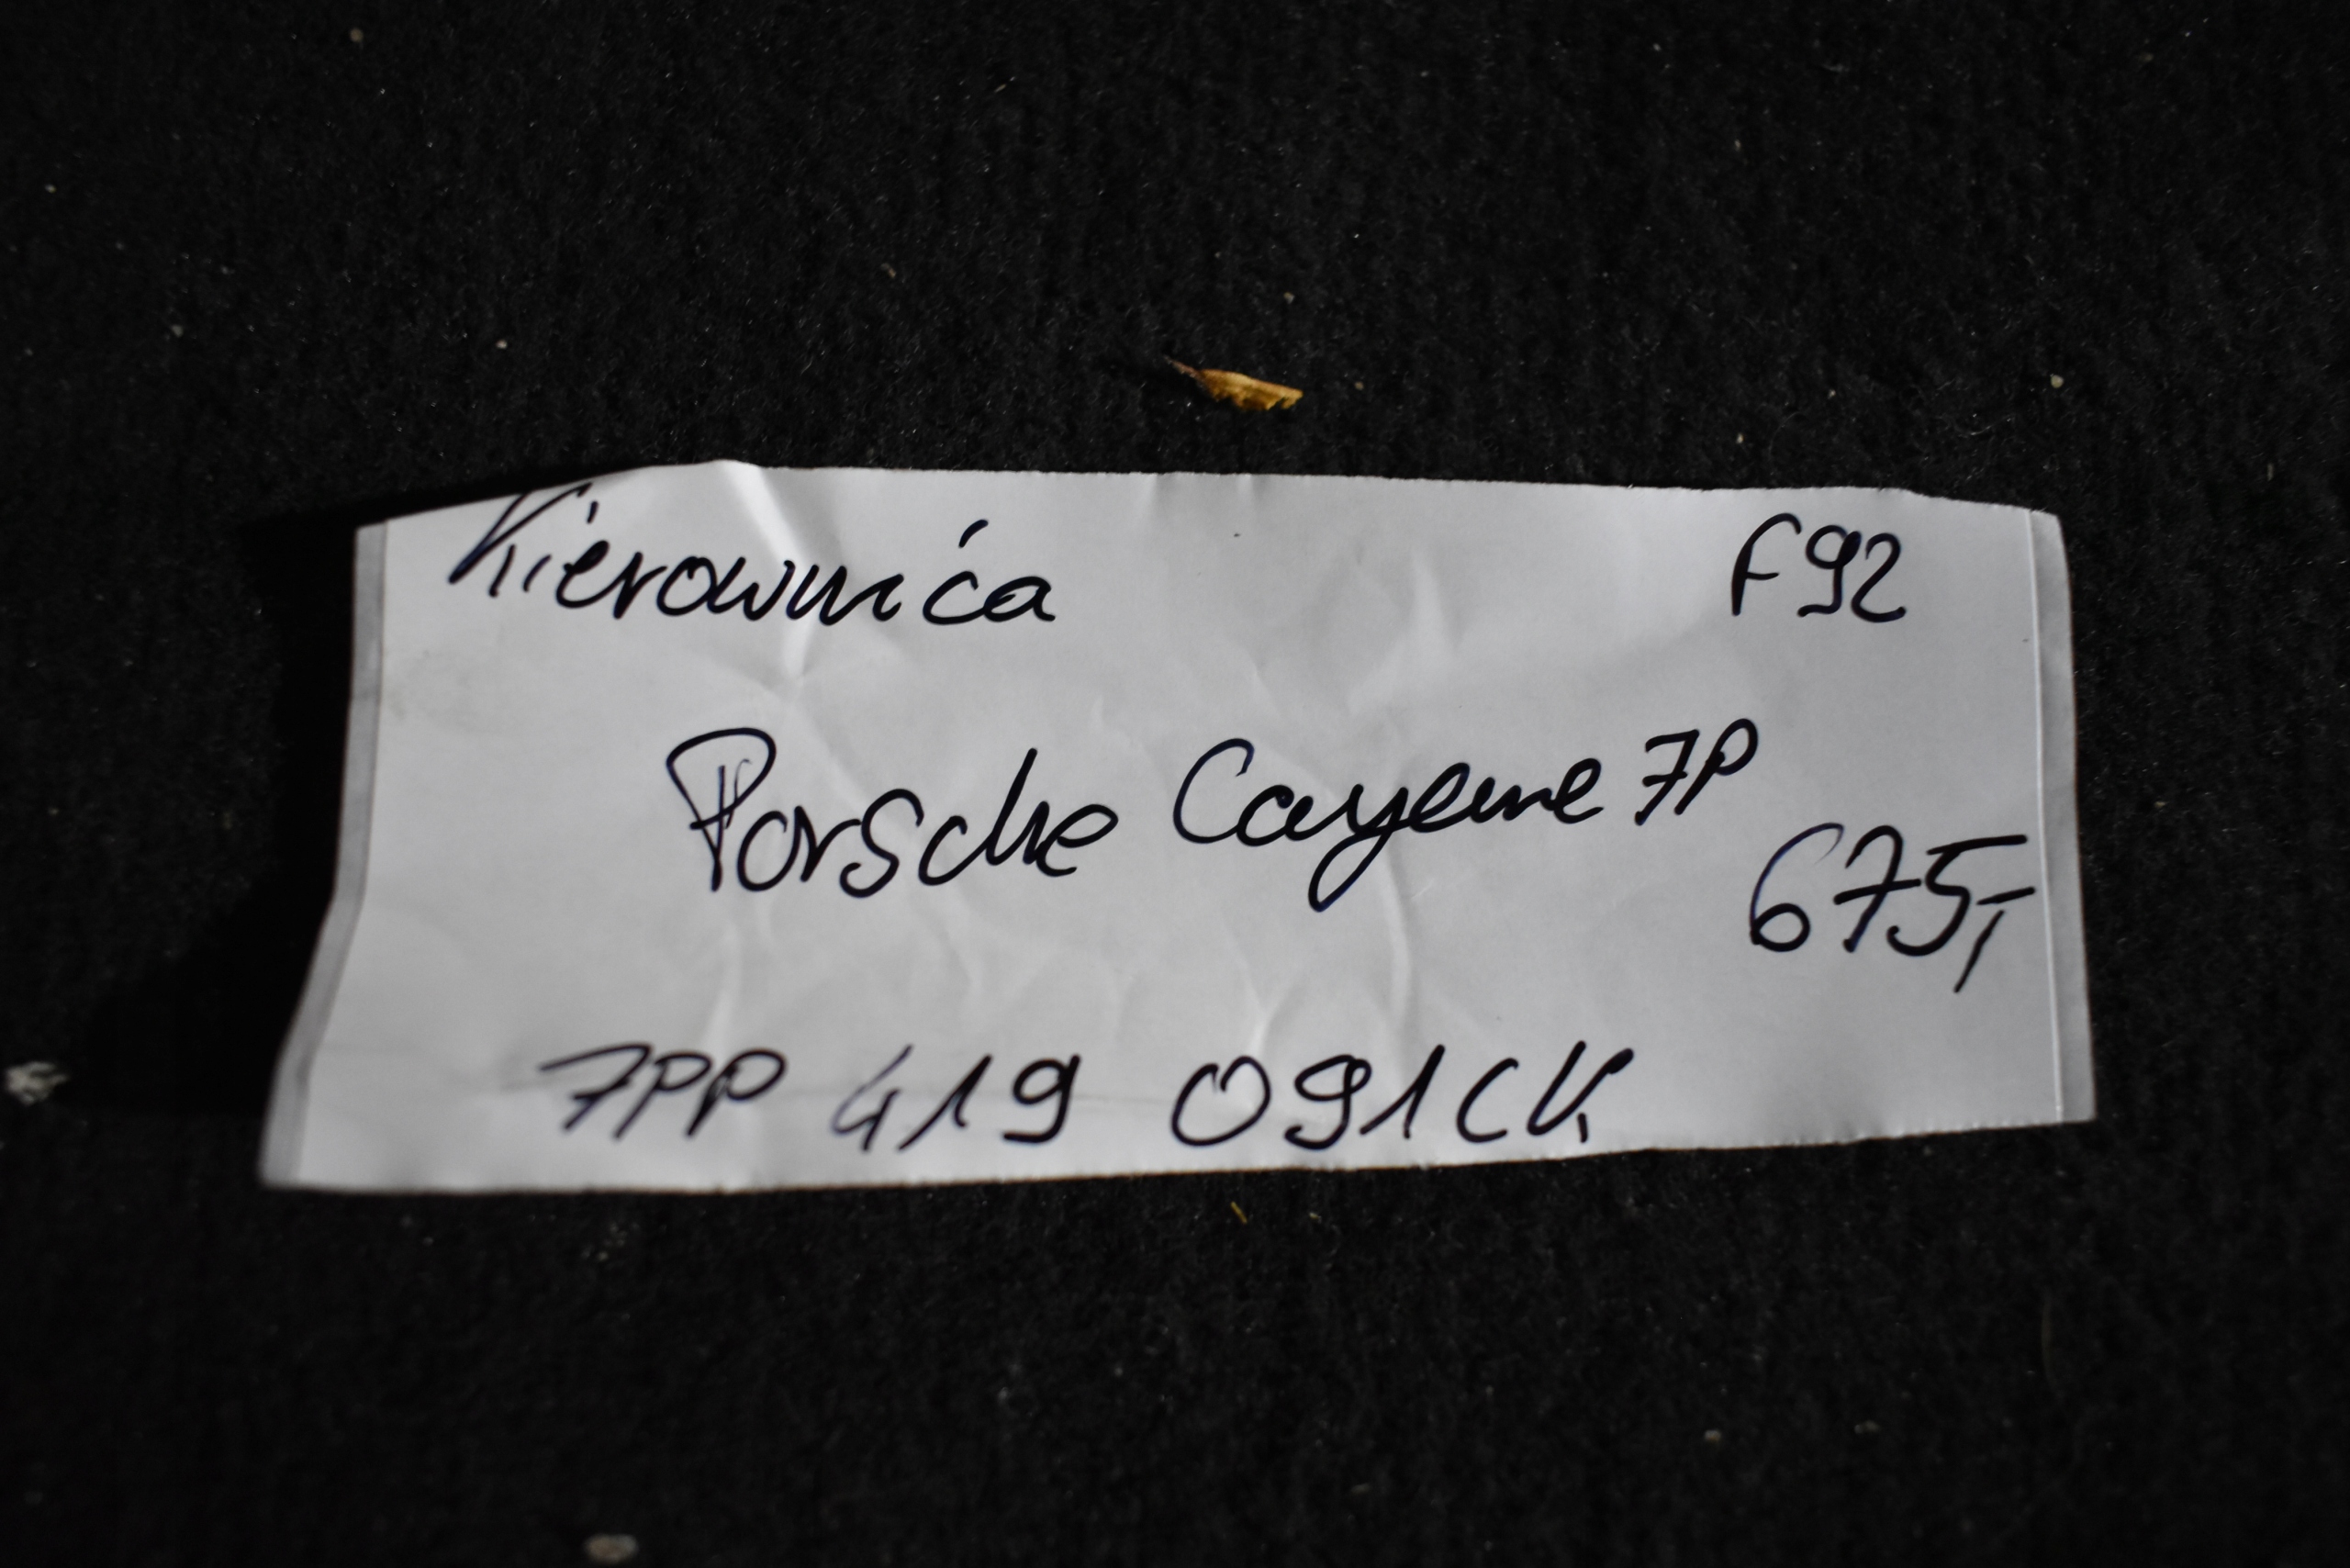 Kierownica F92
Porsche Cayenne 7P
675,-
7PP 419 091CK